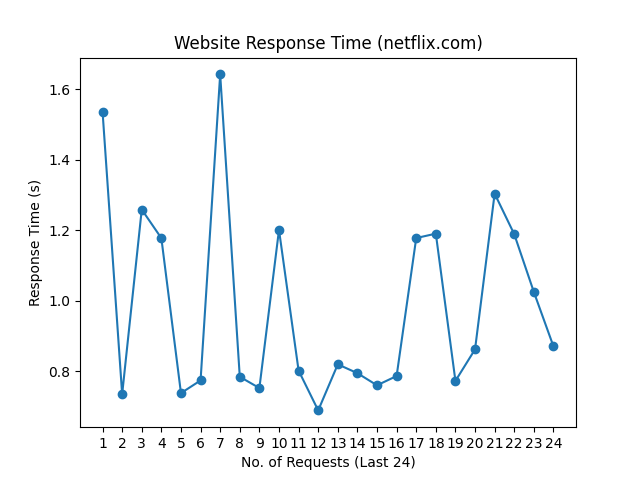 Website Response Time (netflix.com)
1.6
1.4
1.2
1.0
0.8
Response Time (s)
1 2 3 4 5 6 7 8 9 10 11 12 13 14 15 16 17 18 19 20 21 22 23 24
No. of Requests (Last 24)